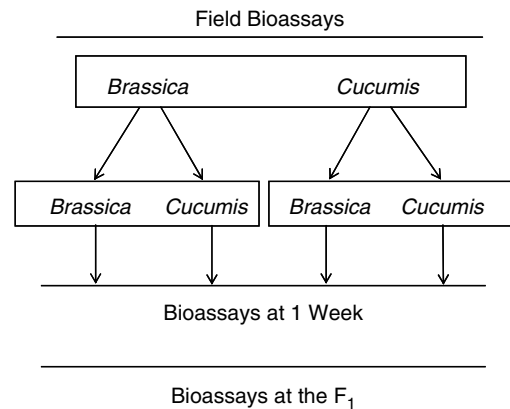 Field Bioassays
Brassica Cucumis
Brassica Cucumis Brassica Cucumis
Bioassays at 1 Week
Bioassays at the F₁